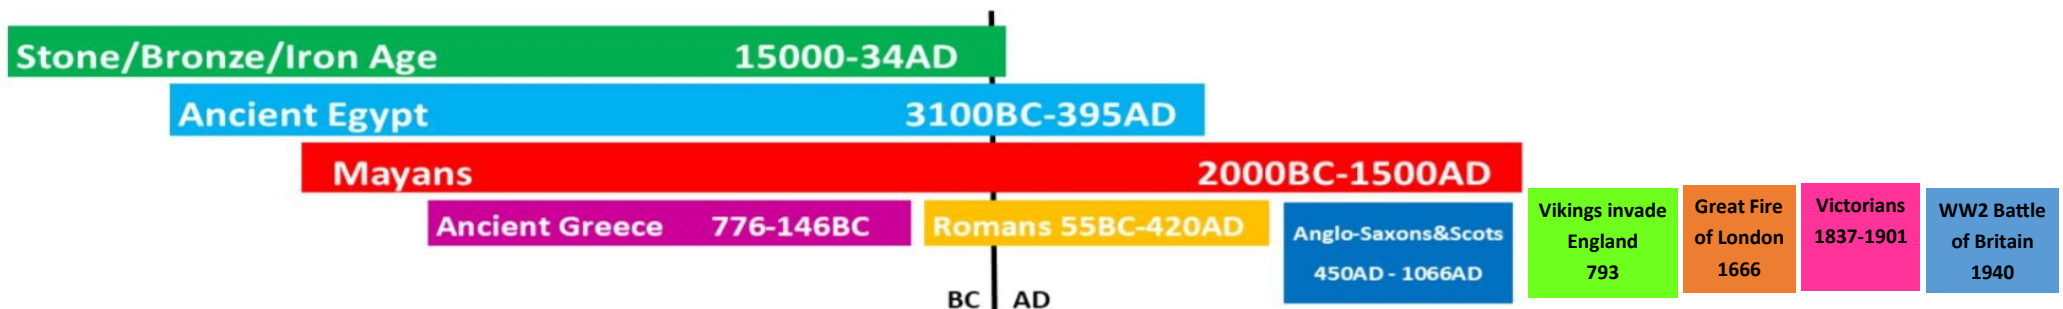 Stone/Bronze/Iron Age 15000-34AD
Ancient Egypt 3100BC-395AD
Mayans 2000BC-1500AD
Ancient Greece 776-146BC
Romans 55BC-420AD
Anglo-Saxons&Scots
450AD - 1066AD
Vikings invade
England
793
Great Fire
of London
1666
Victorians
1837-1901
WW2 Battle
of Britain
1940
BC AD